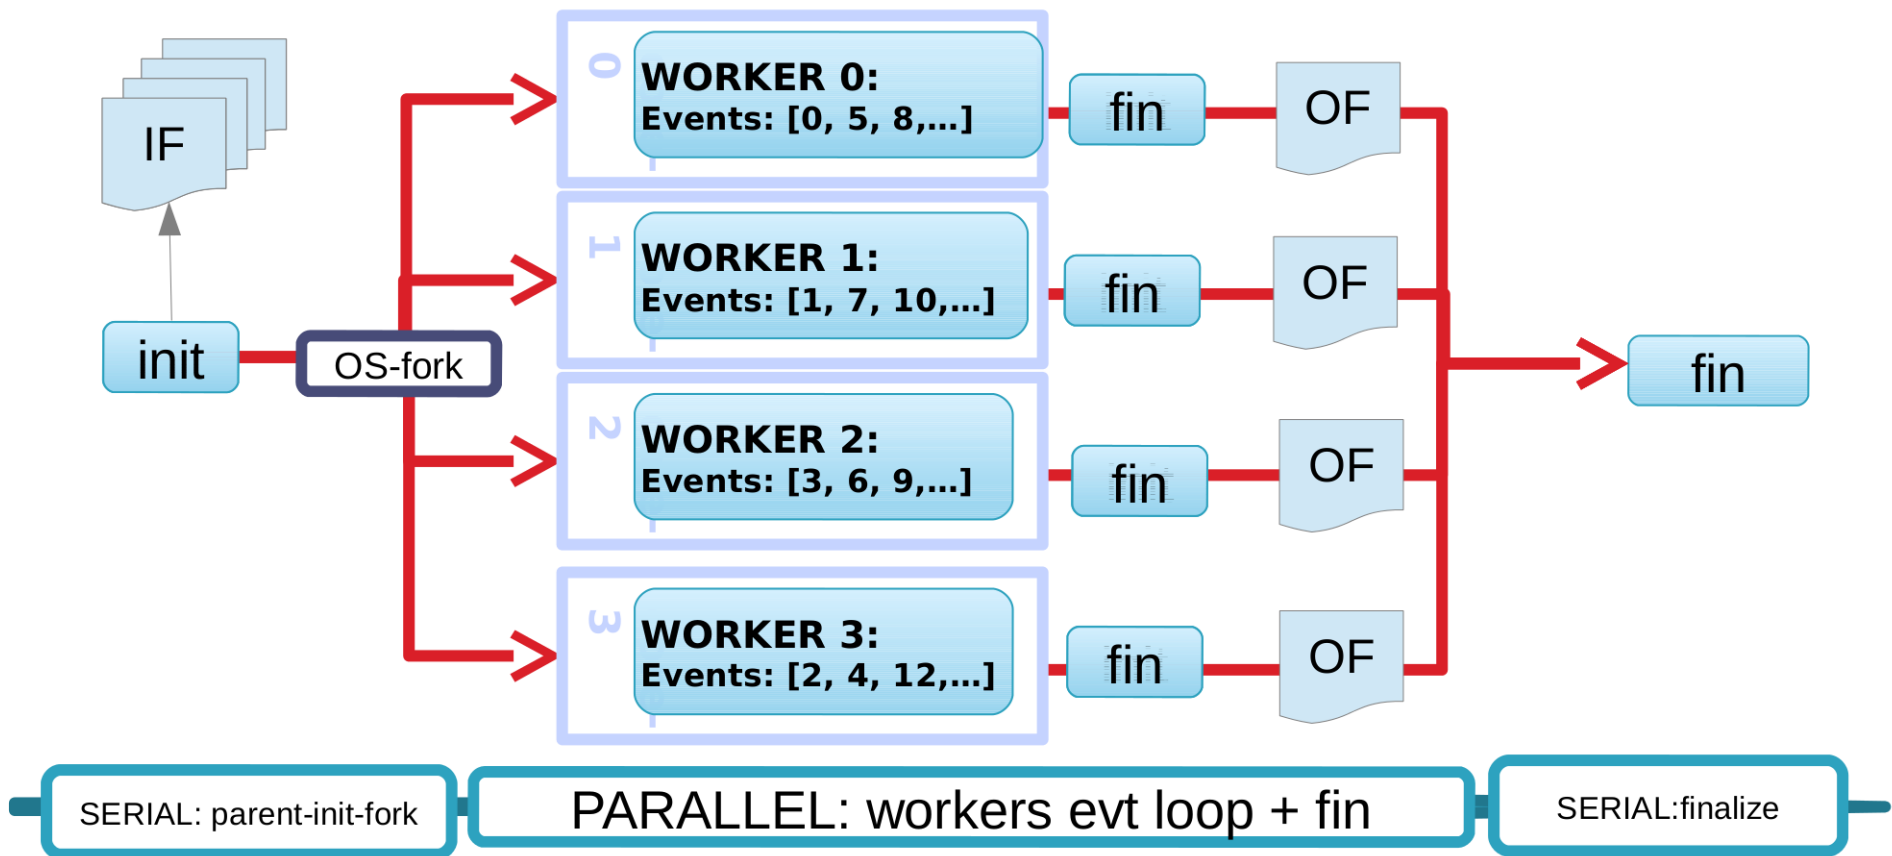 IF
init
OS-fork
0
WORKER 0:
Events: [0, 5, 8,...]
fin
OF
1
WORKER 1:
Events: [1, 7, 10,...]
fin
OF
2
WORKER 2:
Events: [3, 6, 9,...]
fin
OF
3
WORKER 3:
Events: [2, 4, 12,...]
fin
OF
fin
SERIAL: parent-init-fork
PARALLEL: workers evt loop + fin
SERIAL:finalize